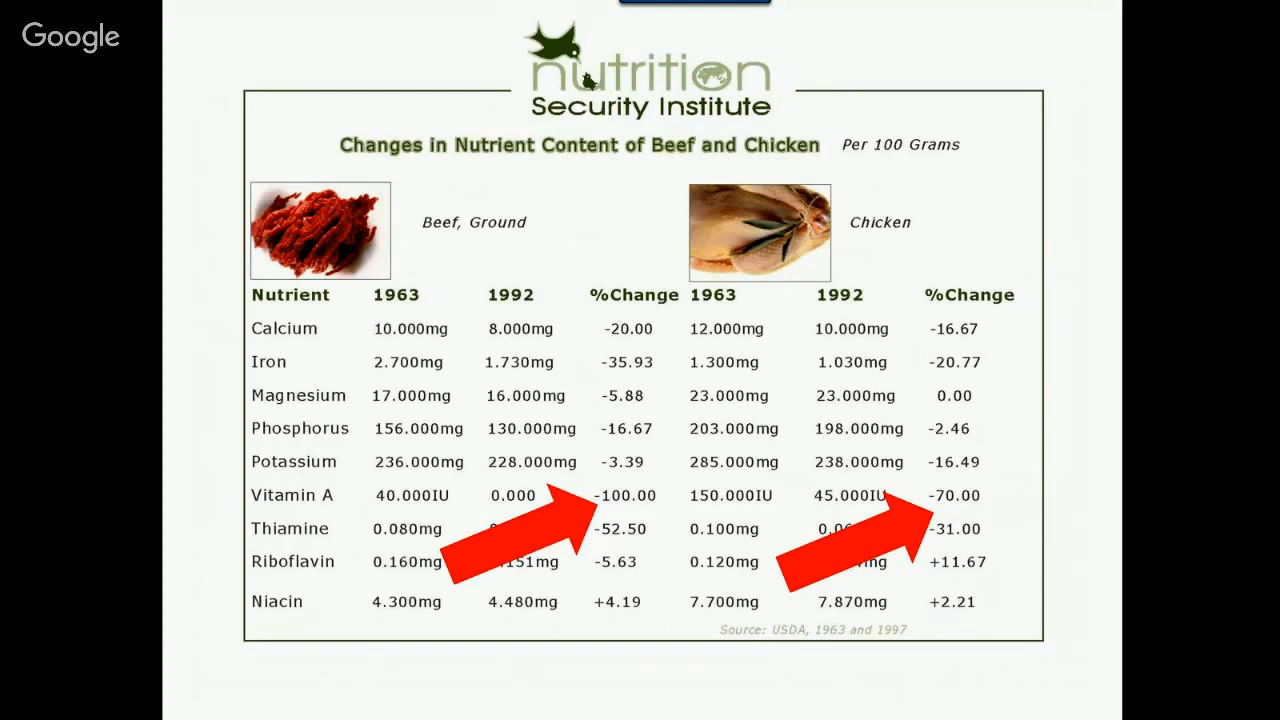 Google
nutrition
Security Institute
Changes in Nutrient Content of Beef and Chicken Per 100 Grams
Beef, Ground Chicken
Nutrient 1963 1992 %Change 1963 1992 %Change
Calcium 10.000mg 8.000mg -20.00 12.000mg 10.000mg -16.67
Iron 2.700mg 1.730mg -35.93 1.300mg 1.030mg -20.77
Magnesium 17.000mg 16.000mg -5.88 23.000mg 23.000mg 0.00
Phosphorus 156.000mg 130.000mg -16.67 203.000mg 198.000mg -2.46
Potassium 236.000mg 228.000mg -3.39 285.000mg 238.000mg -16.49
Vitamin A 40.000IU 0.000 -100.00 150.000IU 45.000IU -70.00
Thiamine 0.080mg -52.50 0.100mg -31.00
Riboflavin 0.160mg -5.63 0.120mg +11.67
Niacin 4.300mg 4.480mg +4.19 7.700mg 7.870mg +2.21
Source: USDA, 1963 and 1997